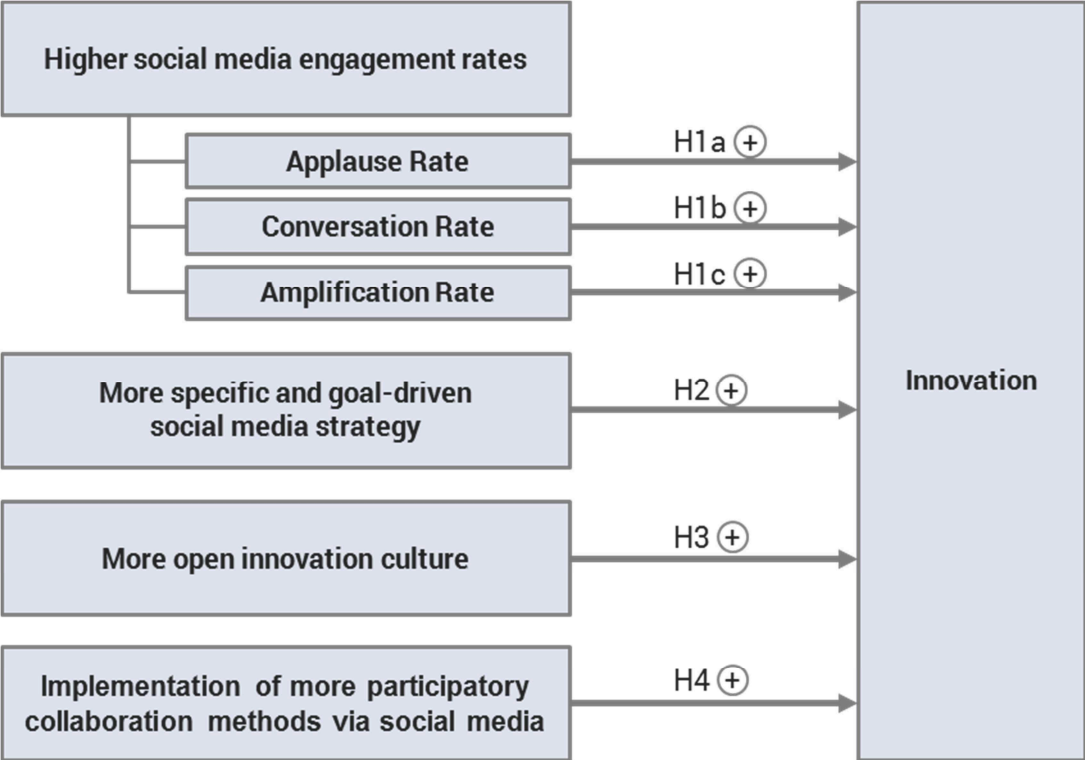 Higher social media engagement rates
Applause Rate
H1a +
Conversation Rate
H1b +
Amplification Rate
H1c +
More specific and goal-driven
social media strategy
H2 +
Innovation
More open innovation culture
H3 +
Implementation of more participatory
collaboration methods via social media
H4 +